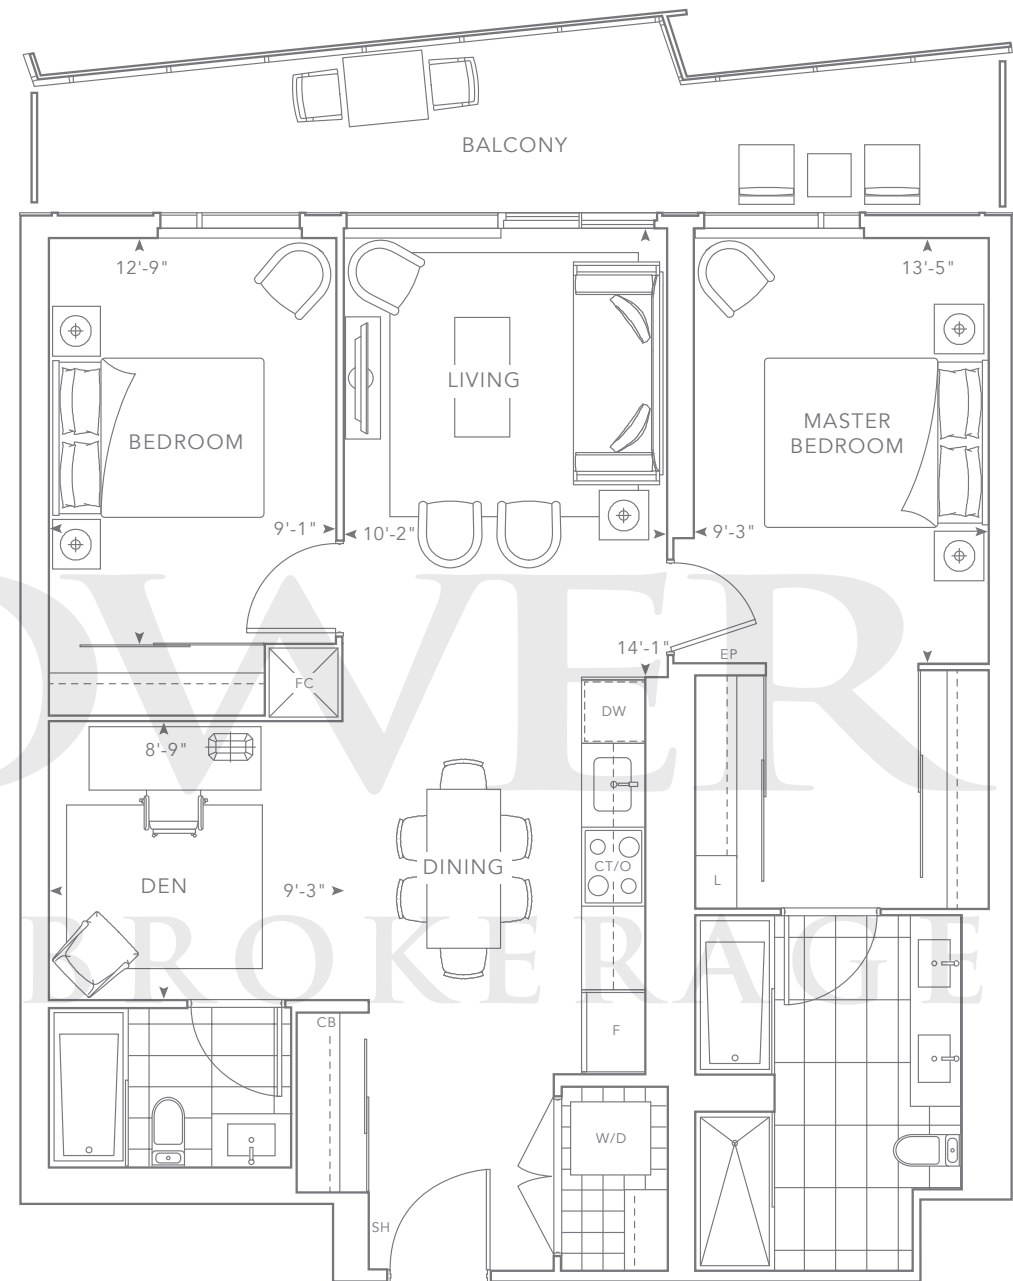 BALCONY
12'-9"
13'-5"
LIVING
BEDROOM
MASTER
BEDROOM
9'-1"
10'-2"
9'-3"
OWER
14'-1"
EP
FC
DW
8'-9"
DINING
CT/O
L
DEN
9'-3"
BROKERAGE
CB
F
W/D
SH